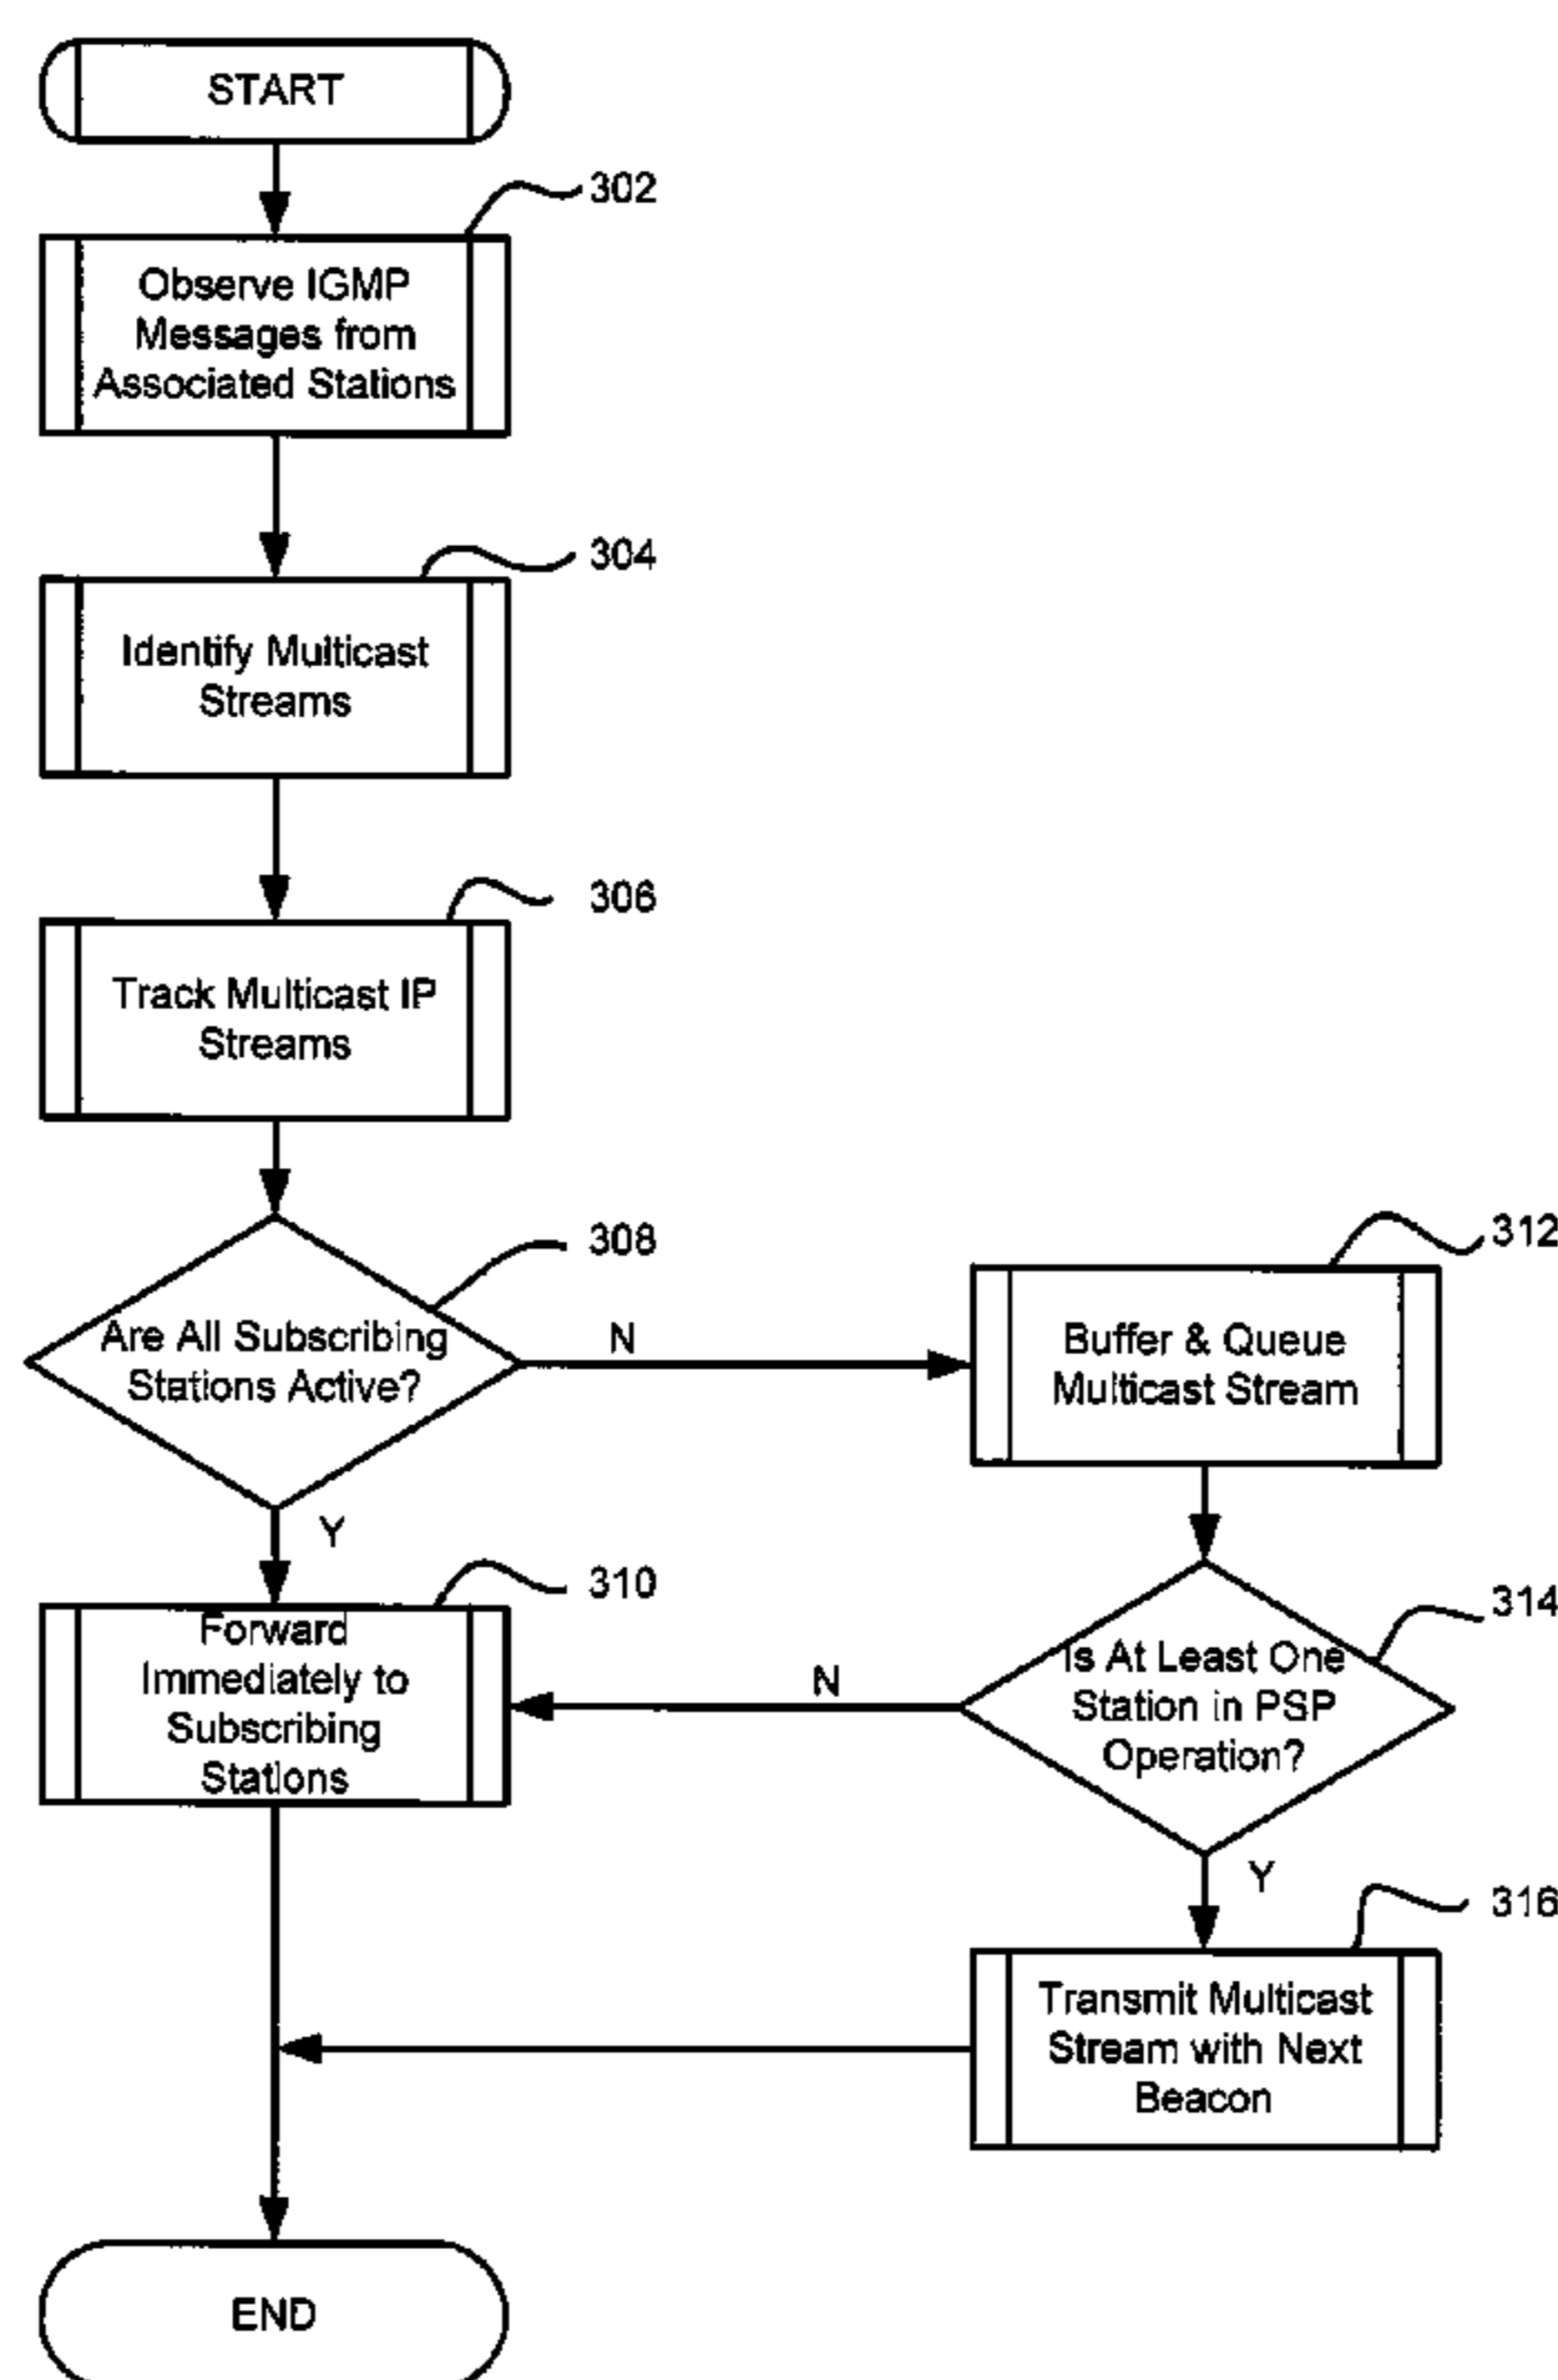 START
302
Observe IGMP
Messages from
Associated Stations
304
Identify Multicast
Streams
306
Track Multicast IP
Streams
308
Are All Subscribing
Stations Active?
N
Y
312
Buffer & Queue
Multicast Stream
310
Forward
Immediately to
Subscribing
Stations
314
Is At Least One
Station in PSP
Operation?
N
Y
316
Transmit Multicast
Stream with Next
Beacon
END